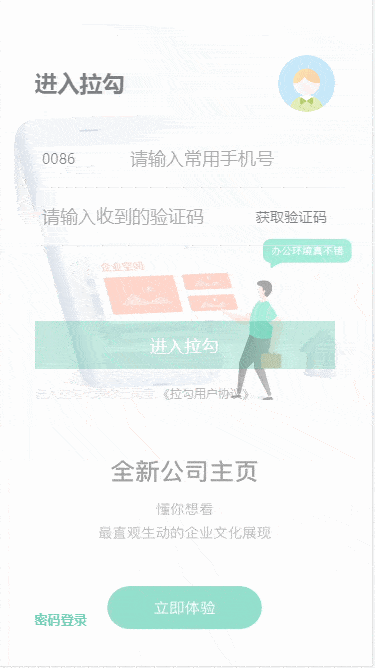 进入拉勾
0086 请输入常用手机号
请输入收到的验证码 获取验证码
办公环境真不错
企业空间
进入拉勾
《拉勾用户协议》
全新公司主页
懂你想看
最直观生动的企业文化展现
立即体验
密码登录